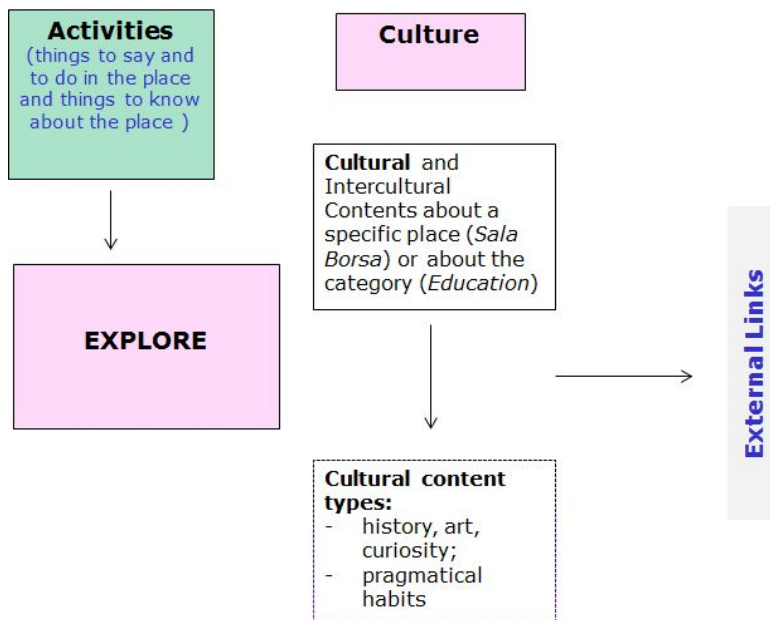 Activities
(things to say and
to do in the place
and things to know
about the place )
EXPLORE
Culture
Cultural and
Intercultural
Contents about a
specific place (Sala
Borsa) or about the
category (Education)
Cultural content
types:
- history, art,
curiosity;
- pragmatical
habits
External Links